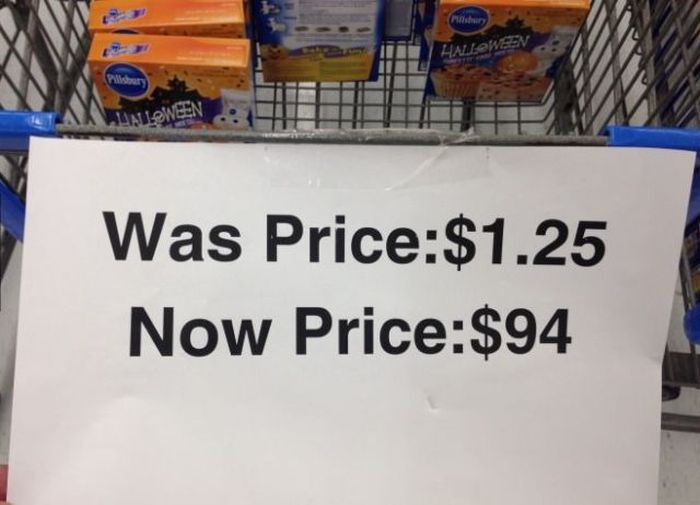 Pillsbury
HALLOWEEN
Pillsbury
HALLOWEEN
Was Price:$1.25
Now Price:$94